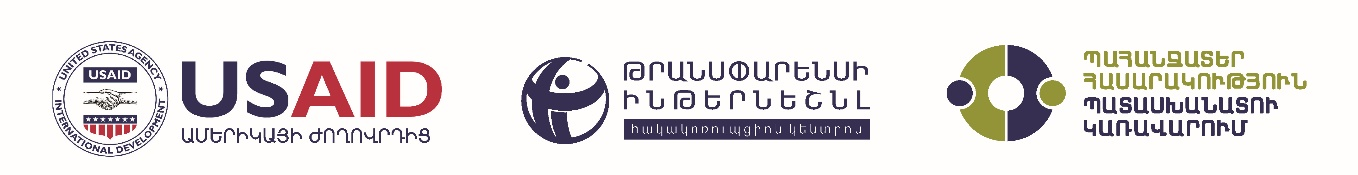 UNITED STATES AGENCY
USAID
INTERNATIONAL DEVELOPMENT
USAID
ԱՄԵՐԻԿԱՅԻ ԺՈՂՈՎՐԴԻՑ
ԹՐԱՆՍՓԱՐԵՆՍԻ
ԻՆԹԵՐՆԵՇՆԼ
հակակոռուպցիոն կենտրոն
ՊԱՀԱՆՋԱՏԵՐ
ՀԱՍԱՐԱԿՈՒԹՅՈՒՆ
ՊԱՏԱՍԽԱՆԱՏՈՒ
ԿԱՌԱՎԱՐՈՒՄ